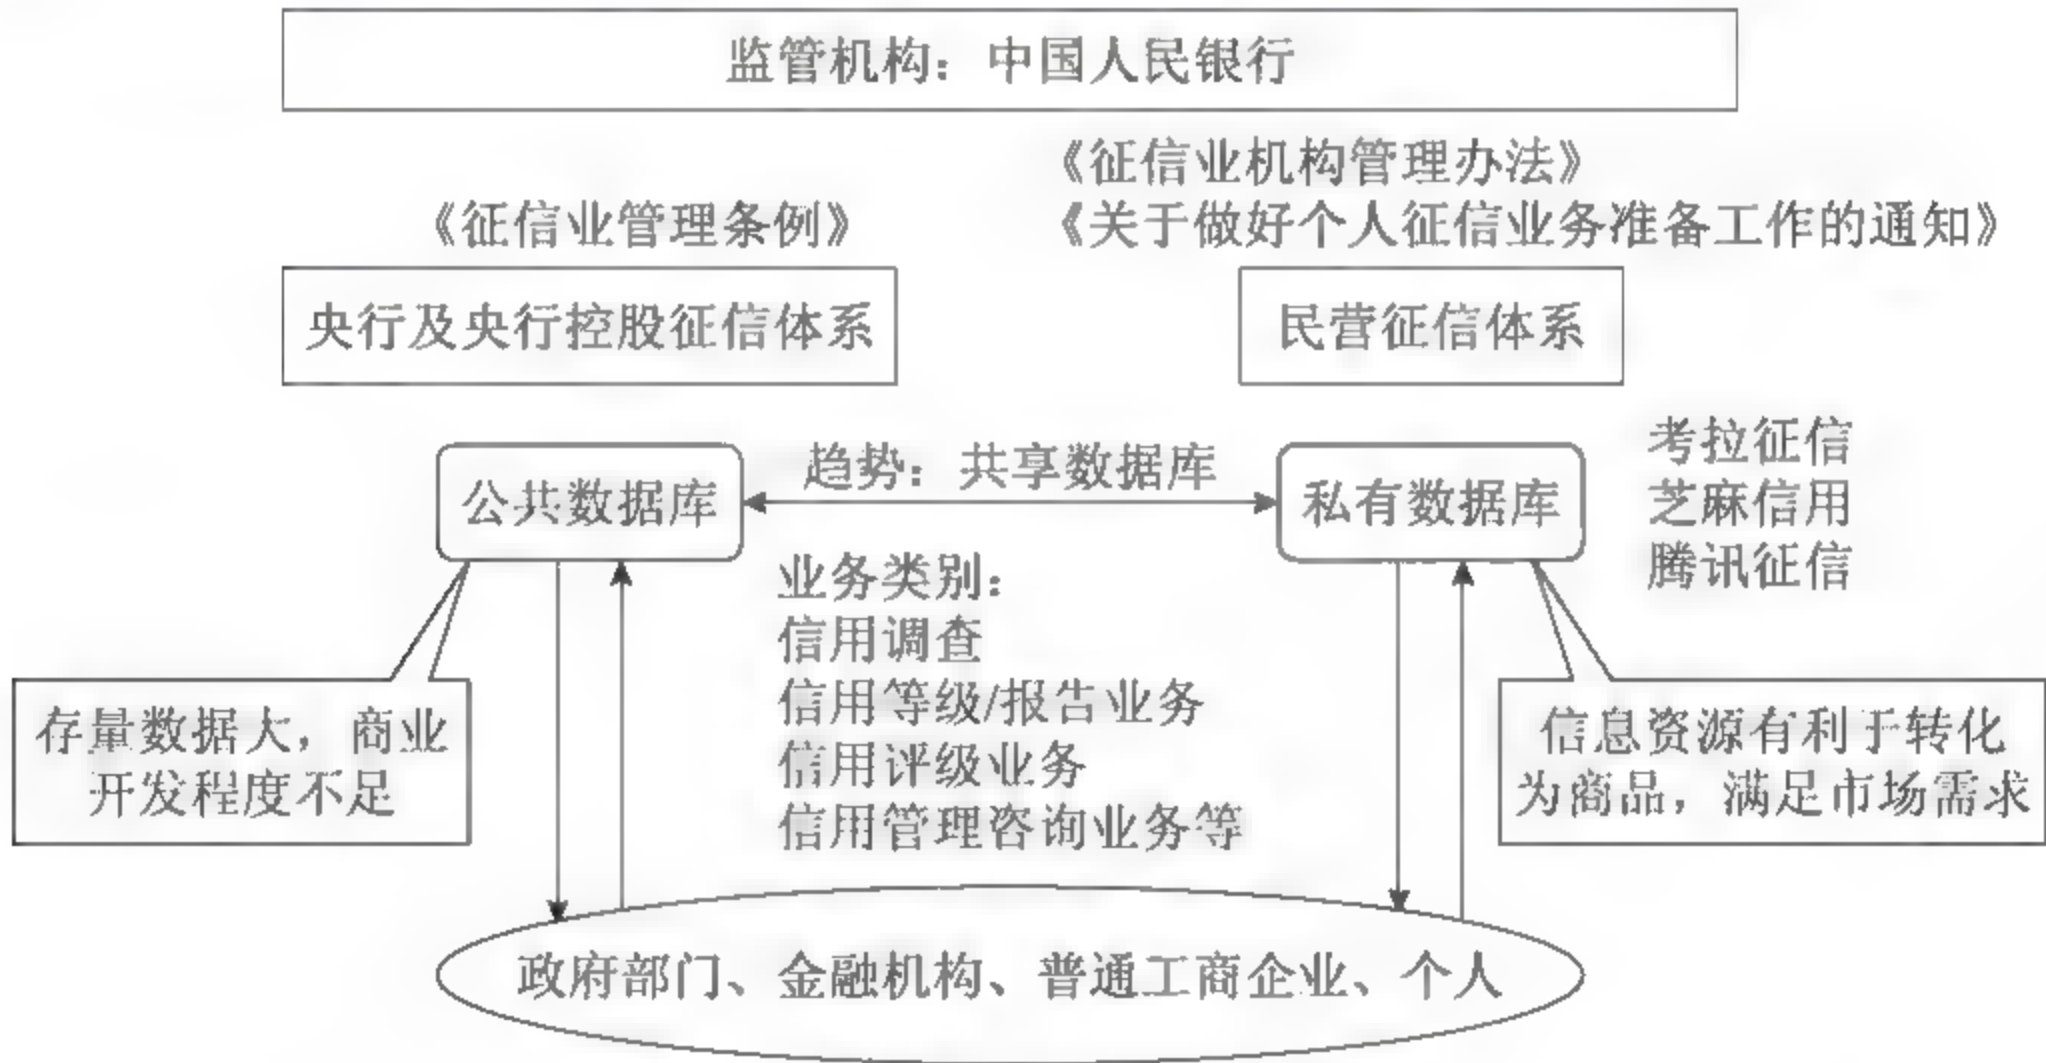 监管机构：中国人民银行
《征信业机构管理办法》
《征信业管理条例》
《关于做好个人征信业务准备工作的通知》
央行及央行控股征信体系
民营征信体系
公共数据库
趋势：共享数据库
私有数据库
考拉征信
芝麻信用
腾讯征信
业务类别：
信用调查
信用等级/报告业务
信用评级业务
信用管理咨询业务等
存量数据大，商业
开发程度不足
信息资源有利于转化
为商品，满足市场需求
政府部门、金融机构、普通工商企业、个人